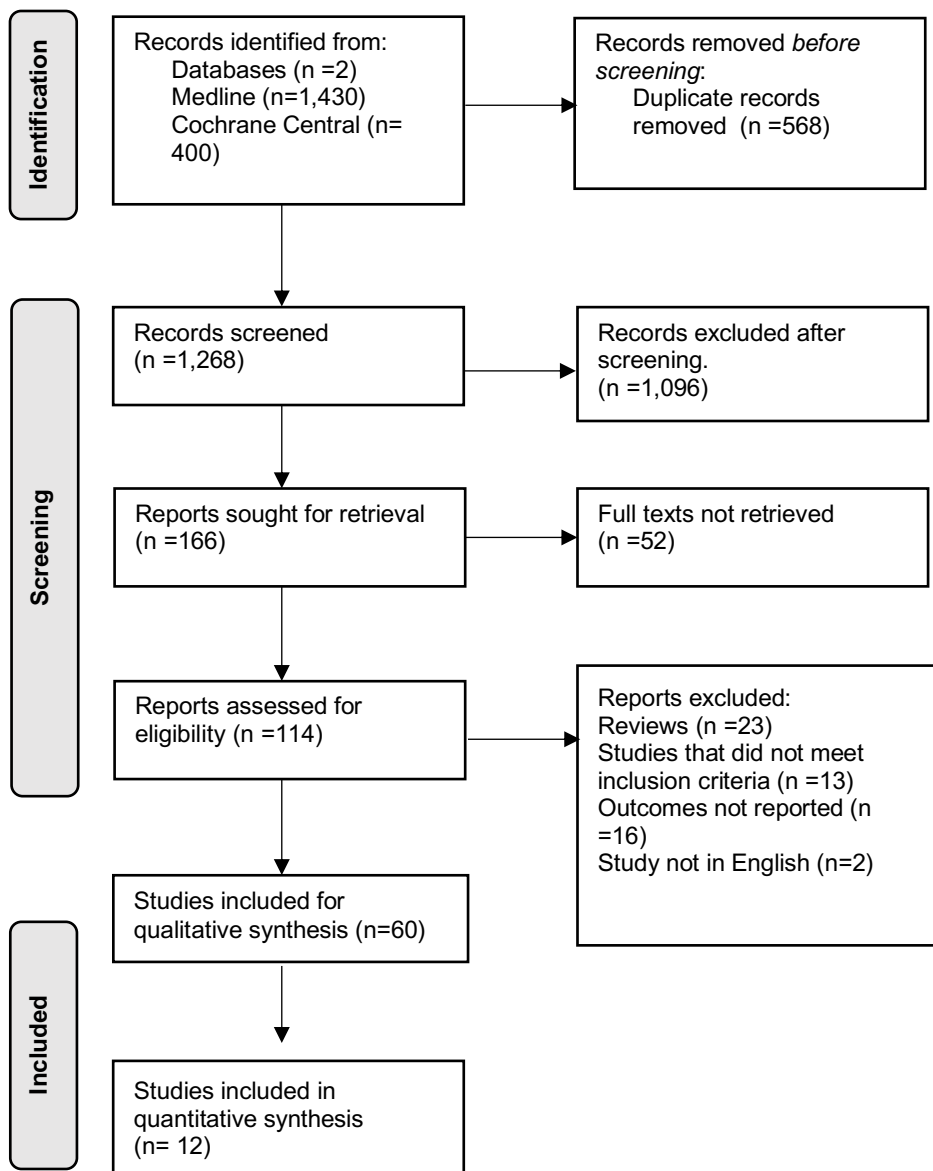 Identification
Records identified from:
Databases (n =2)
Medline (n=1,430)
Cochrane Central (n=
400)
Records removed before
screening:
Duplicate records
removed  (n =568)
Screening
Records screened
(n =1,268)
Records excluded after
screening.
(n =1,096)
Reports sought for retrieval
(n =166)
Full texts not retrieved
(n =52)
Reports assessed for
eligibility (n =114)
Reports excluded:
Reviews (n =23)
Studies that did not meet
inclusion criteria (n =13)
Outcomes not reported (n
=16)
Study not in English (n=2)
Included
Studies included for
qualitative synthesis (n=60)
Studies included in
quantitative synthesis
(n= 12)